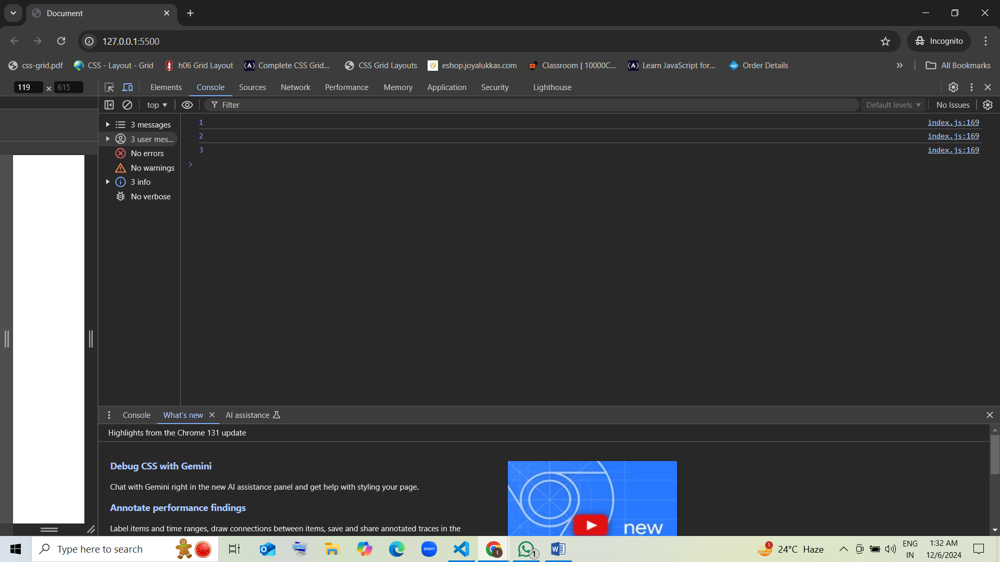 Document
127.0.0.1:5500
Incognito
css-grid.pdf
CSS - Layout - Grid
h06 Grid Layout
Complete CSS Grid...
CSS Grid Layouts
eshop.joyalukkas.com
Classroom | 10000C...
Learn JavaScript for...
Order Details
All Bookmarks
119 × 615
Elements Console Sources Network Performance Memory Application Security Lighthouse
top Filter Default levels No Issues
3 messages
3 user mes...
No errors
No warnings
3 info
No verbose
1 index.js:169
2 index.js:169
3 index.js:169
Console What's new AI assistance
Highlights from the Chrome 131 update
Debug CSS with Gemini
Chat with Gemini right in the new AI assistance panel and get help with styling your page.
Annotate performance findings
Label items and time ranges, draw connections between items, save and share annotated traces in the
new
Type here to search
zoom
t
1
1
24°C Haze
ENG
IN
1:32 AM
12/6/2024